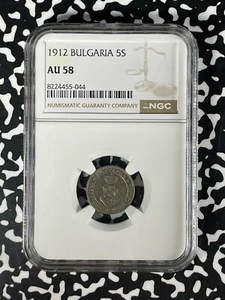 1912 BULGARIA 5S
AU 58
8224455-044
NUMISMATIC GUARANTY COMPANY
NGC